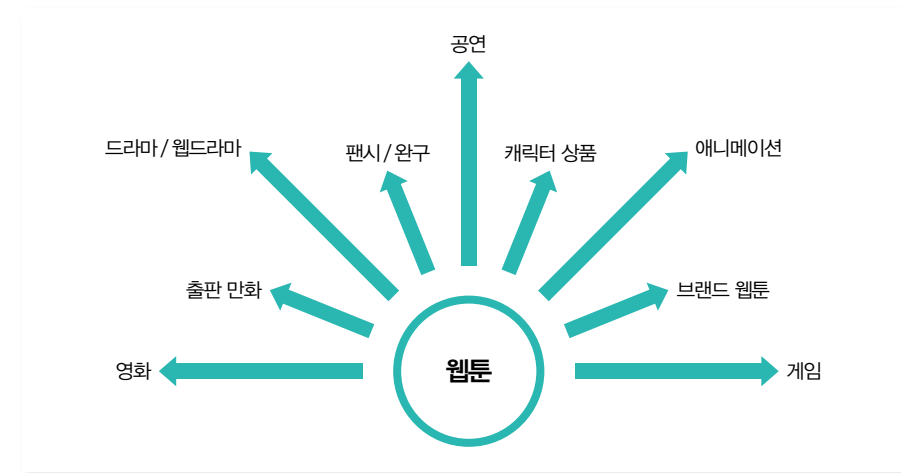 공연
드라마 / 웹드라마
팬시 / 완구
캐릭터 상품
애니메이션
출판 만화
브랜드 웹툰
영화
웹툰
게임